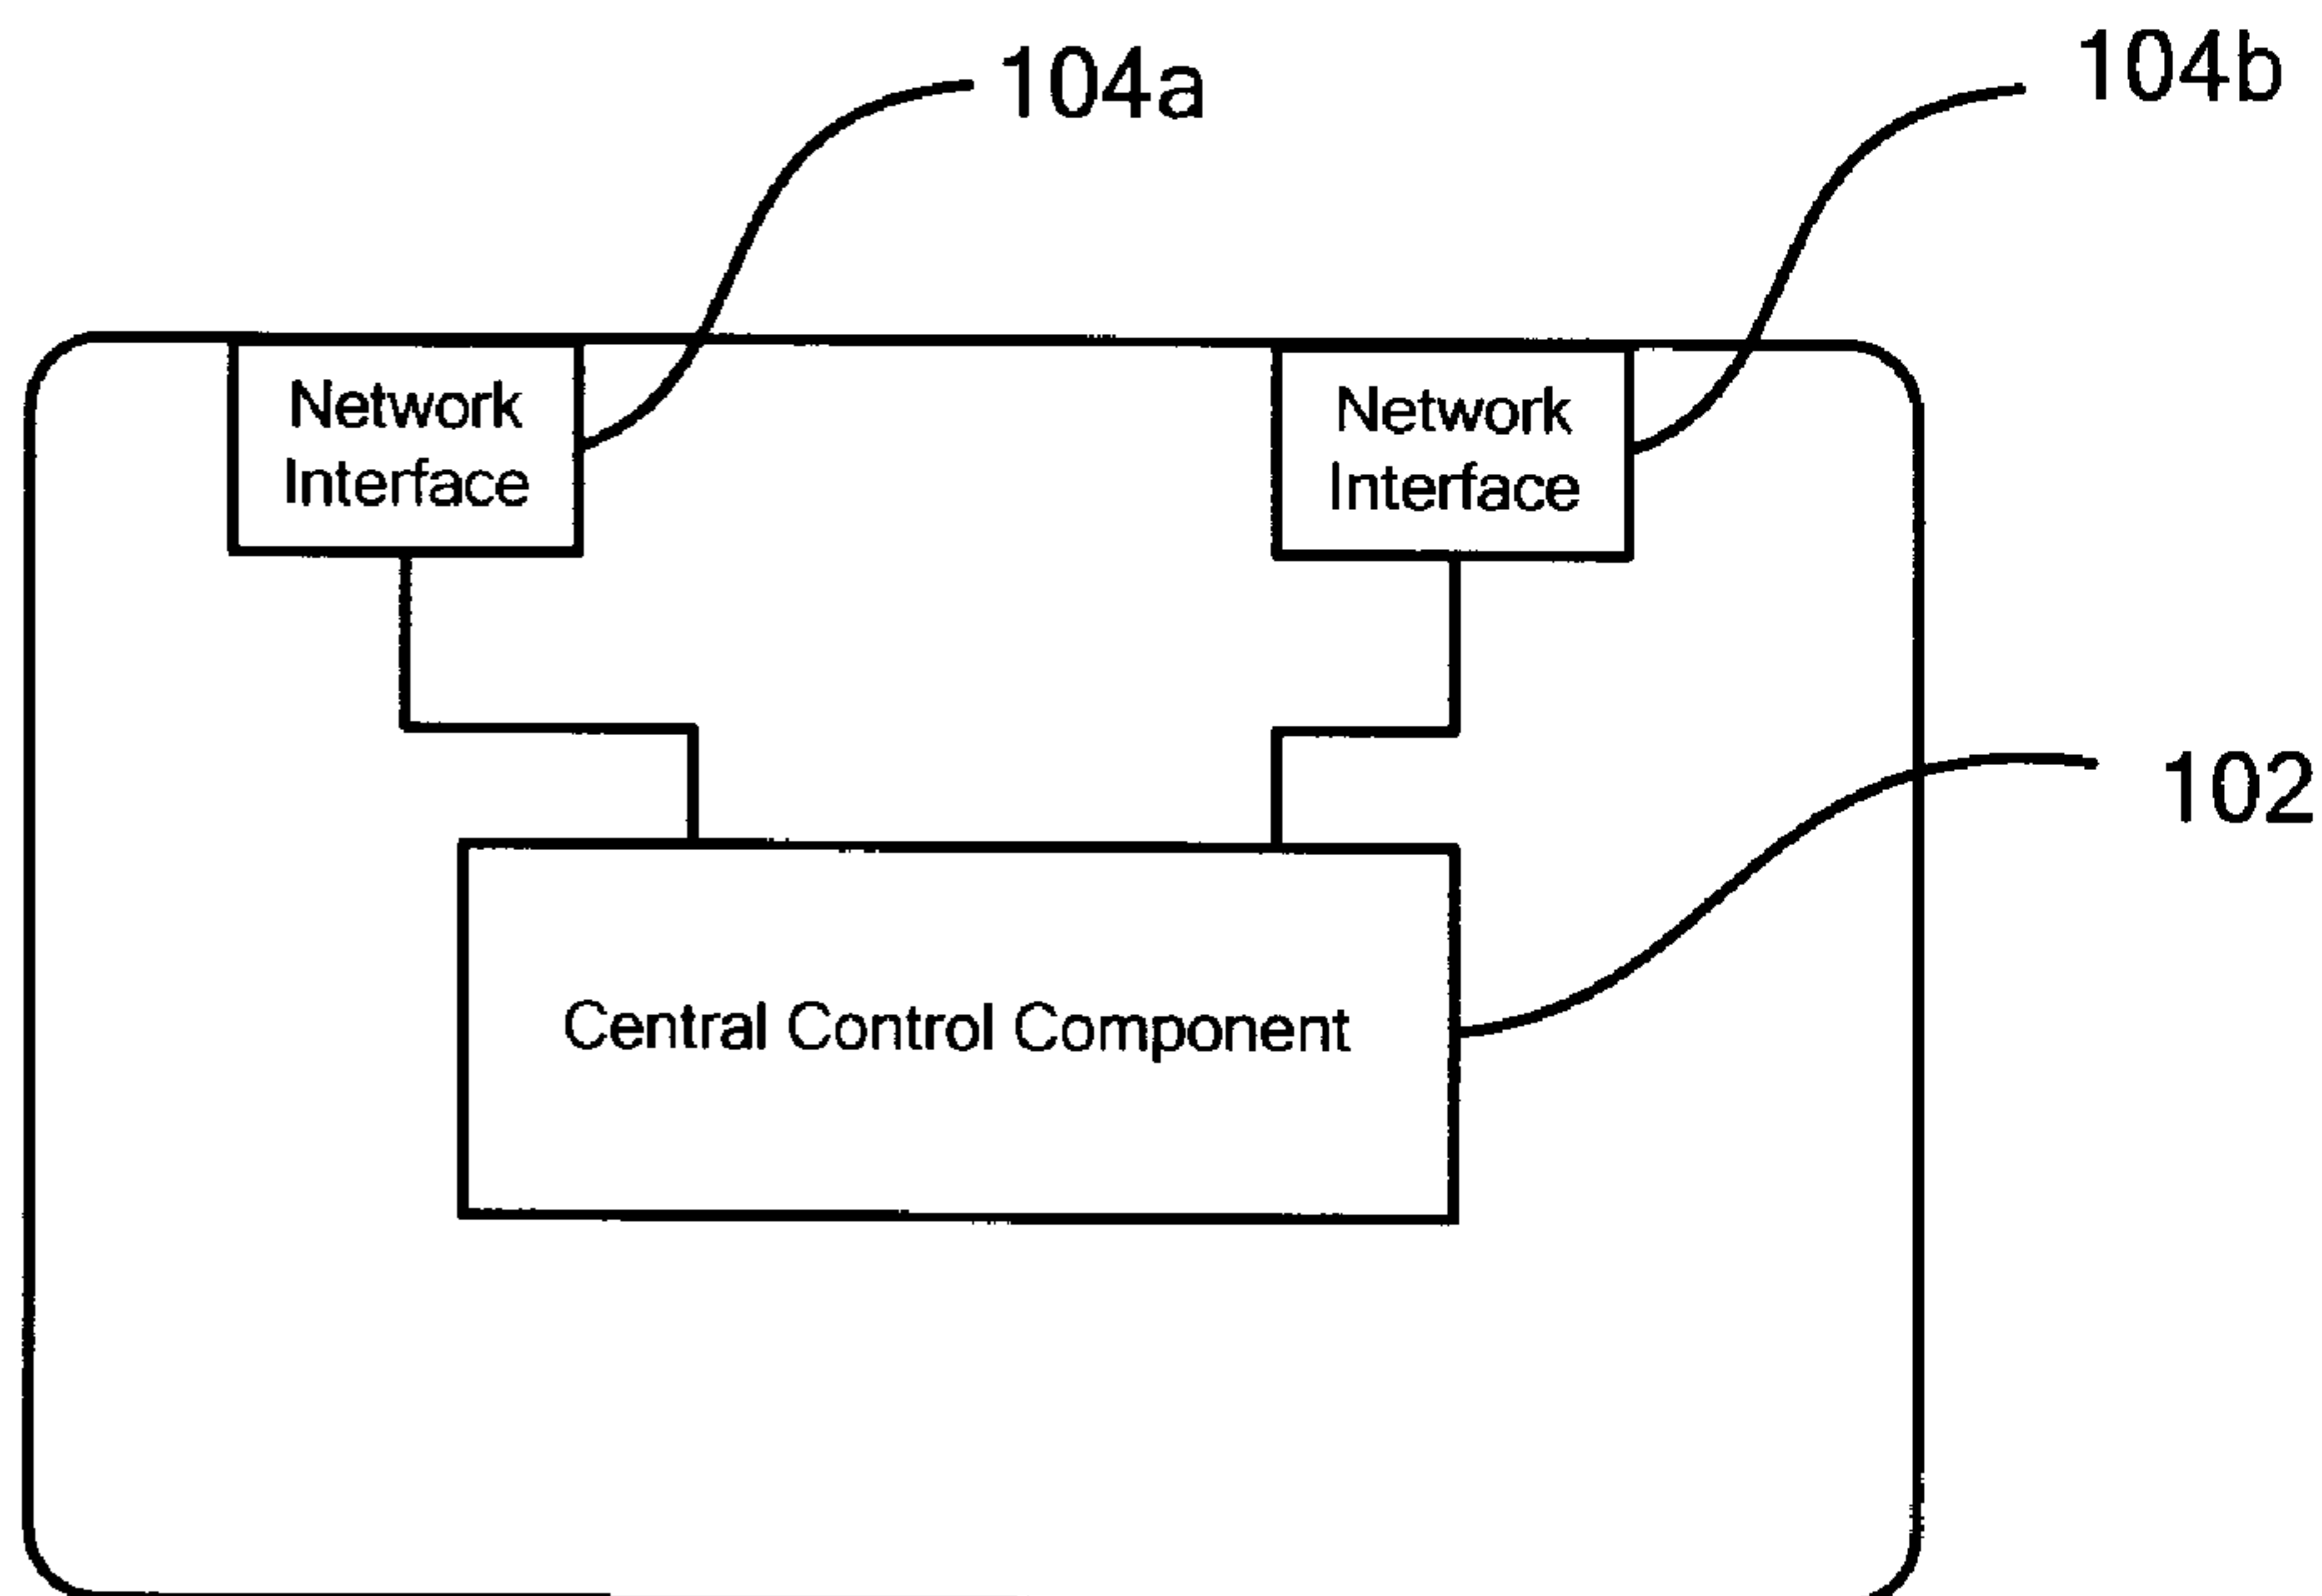 104a
104b
Network
Interface
Network
Interface
102
Central Control Component